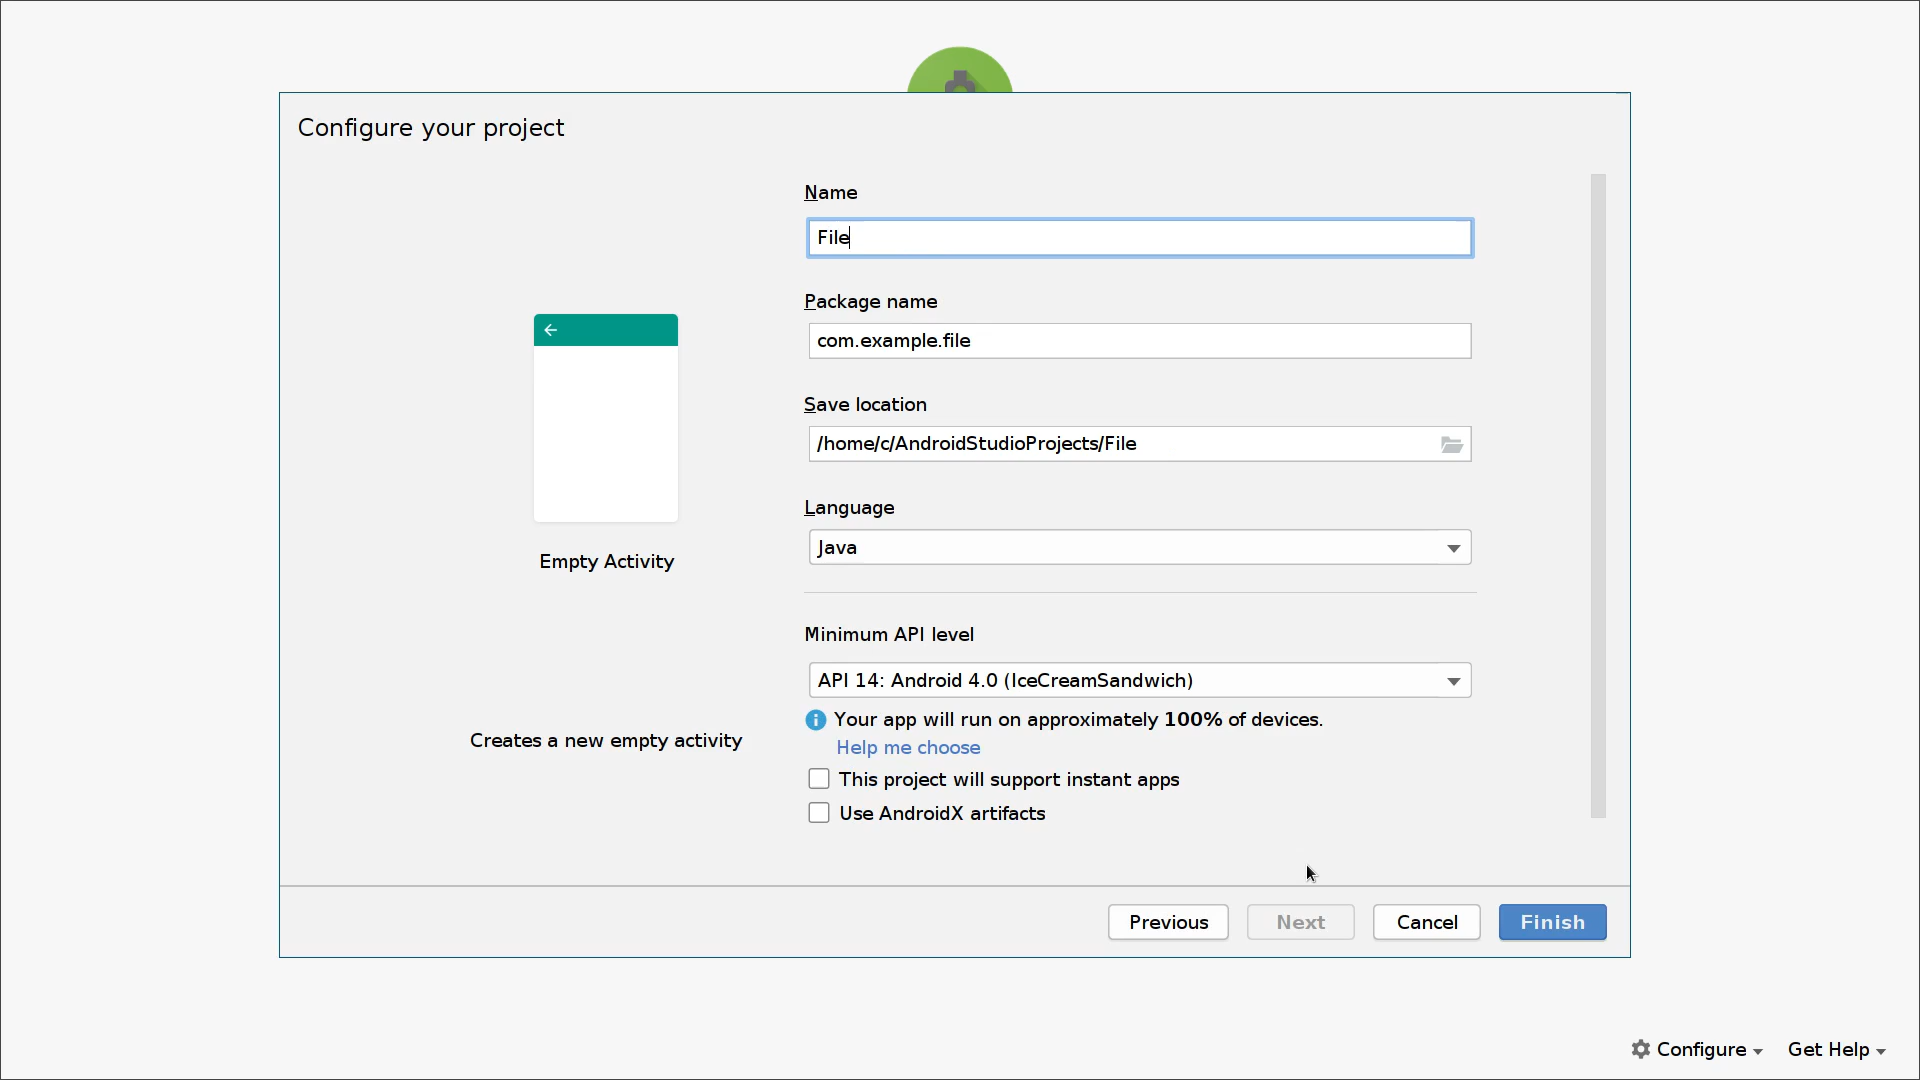 Configure your project
Name
File
Package name
com.example.file
Save location
/home/c/AndroidStudioProjects/File
Language
Java
Empty Activity
Minimum API level
API 14: Android 4.0 (IceCreamSandwich)
Your app will run on approximately 100% of devices.
Help me choose
Creates a new empty activity
This project will support instant apps
Use AndroidX artifacts
Previous Next Cancel Finish
Configure Get Help